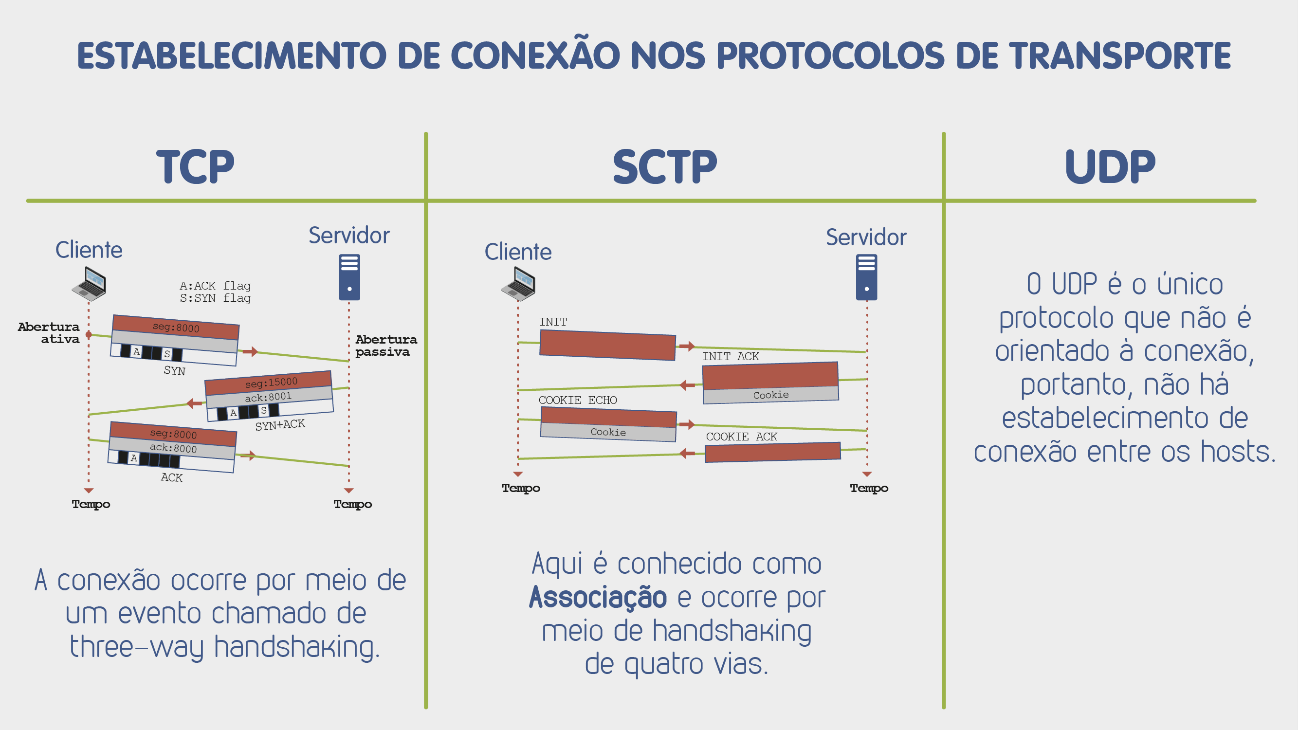 ESTABELECIMENTO DE CONEXÃO NOS PROTOCOLOS DE TRANSPORTE
TCP
Cliente
Servidor
A:ACK flag
S:SYN flag
Abertura
ativa
Abertura
passiva
seg:8000
A S
SYN
seg:15000
ack:8001
A S
SYN+ACK
seg:8000
ack:8000
A
ACK
Tempo
Tempo
A conexão ocorre por meio de
um evento chamado de
three-way handshaking.
SCTP
Cliente
Servidor
INIT
INIT ACK
Cookie
COOKIE ECHO
Cookie
COOKIE ACK
Tempo
Tempo
Aqui é conhecido como
Associação e ocorre por
meio de handshaking
de quatro vias.
UDP
O UDP é o único
protocolo que não é
orientado à conexão,
portanto, não há
estabelecimento de
conexão entre os hosts.